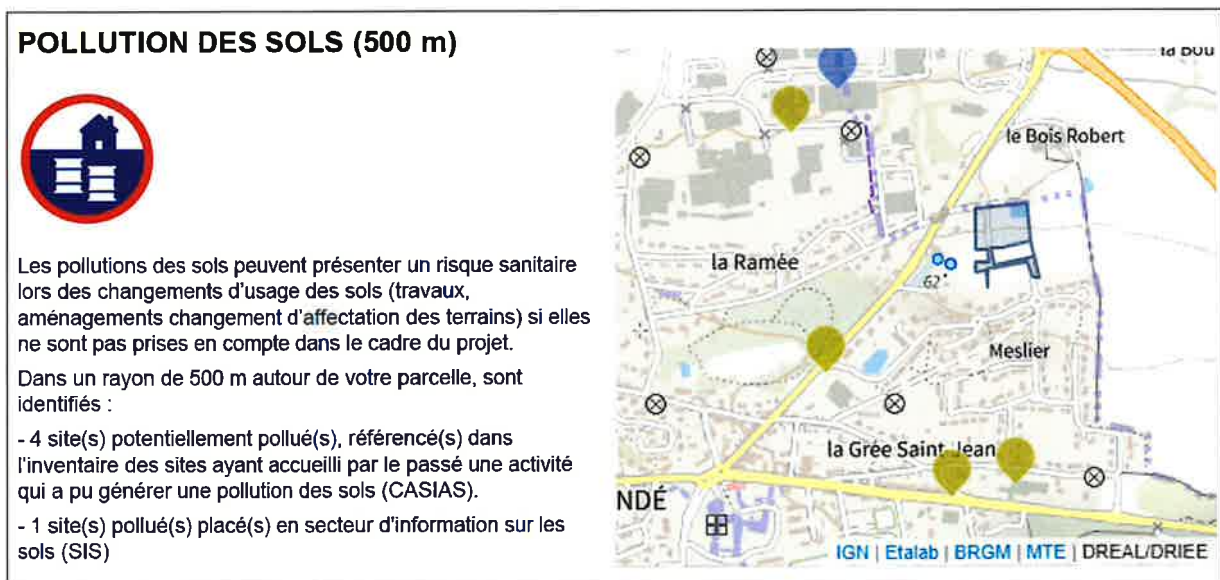 POLLUTION DES SOLS (500 m)
Les pollutions des sols peuvent présenter un risque sanitaire
lors des changements d'usage des sols (travaux,
aménagements changement d'affectation des terrains) si elles
ne sont pas prises en compte dans le cadre du projet.
Dans un rayon de 500 m autour de votre parcelle, sont
identifiés :
- 4 site(s) potentiellement pollué(s), référencé(s) dans
l'inventaire des sites ayant accueilli par le passé une activité
qui a pu générer une pollution des sols (CASIAS).
- 1 site(s) pollué(s) placé(s) en secteur d'information sur les
sols (SIS)
la Bou
le Bois Robert
la Ramée
62
Meslier
la Grée Saint Jean
NDÉ
IGN | Etalab | BRGM | MTE | DREAL/DRIEE